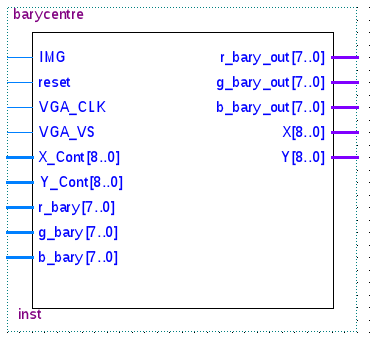 barycentre
IMG r_bary_out[7..0]
reset g_bary_out[7..0]
VGA_CLK b_bary_out[7..0]
VGA_VS X[8..0]
X_Cont[8..0] Y[8..0]
Y_Cont[8..0]
r_bary[7..0]
g_bary[7..0]
b_bary[7..0]
inst